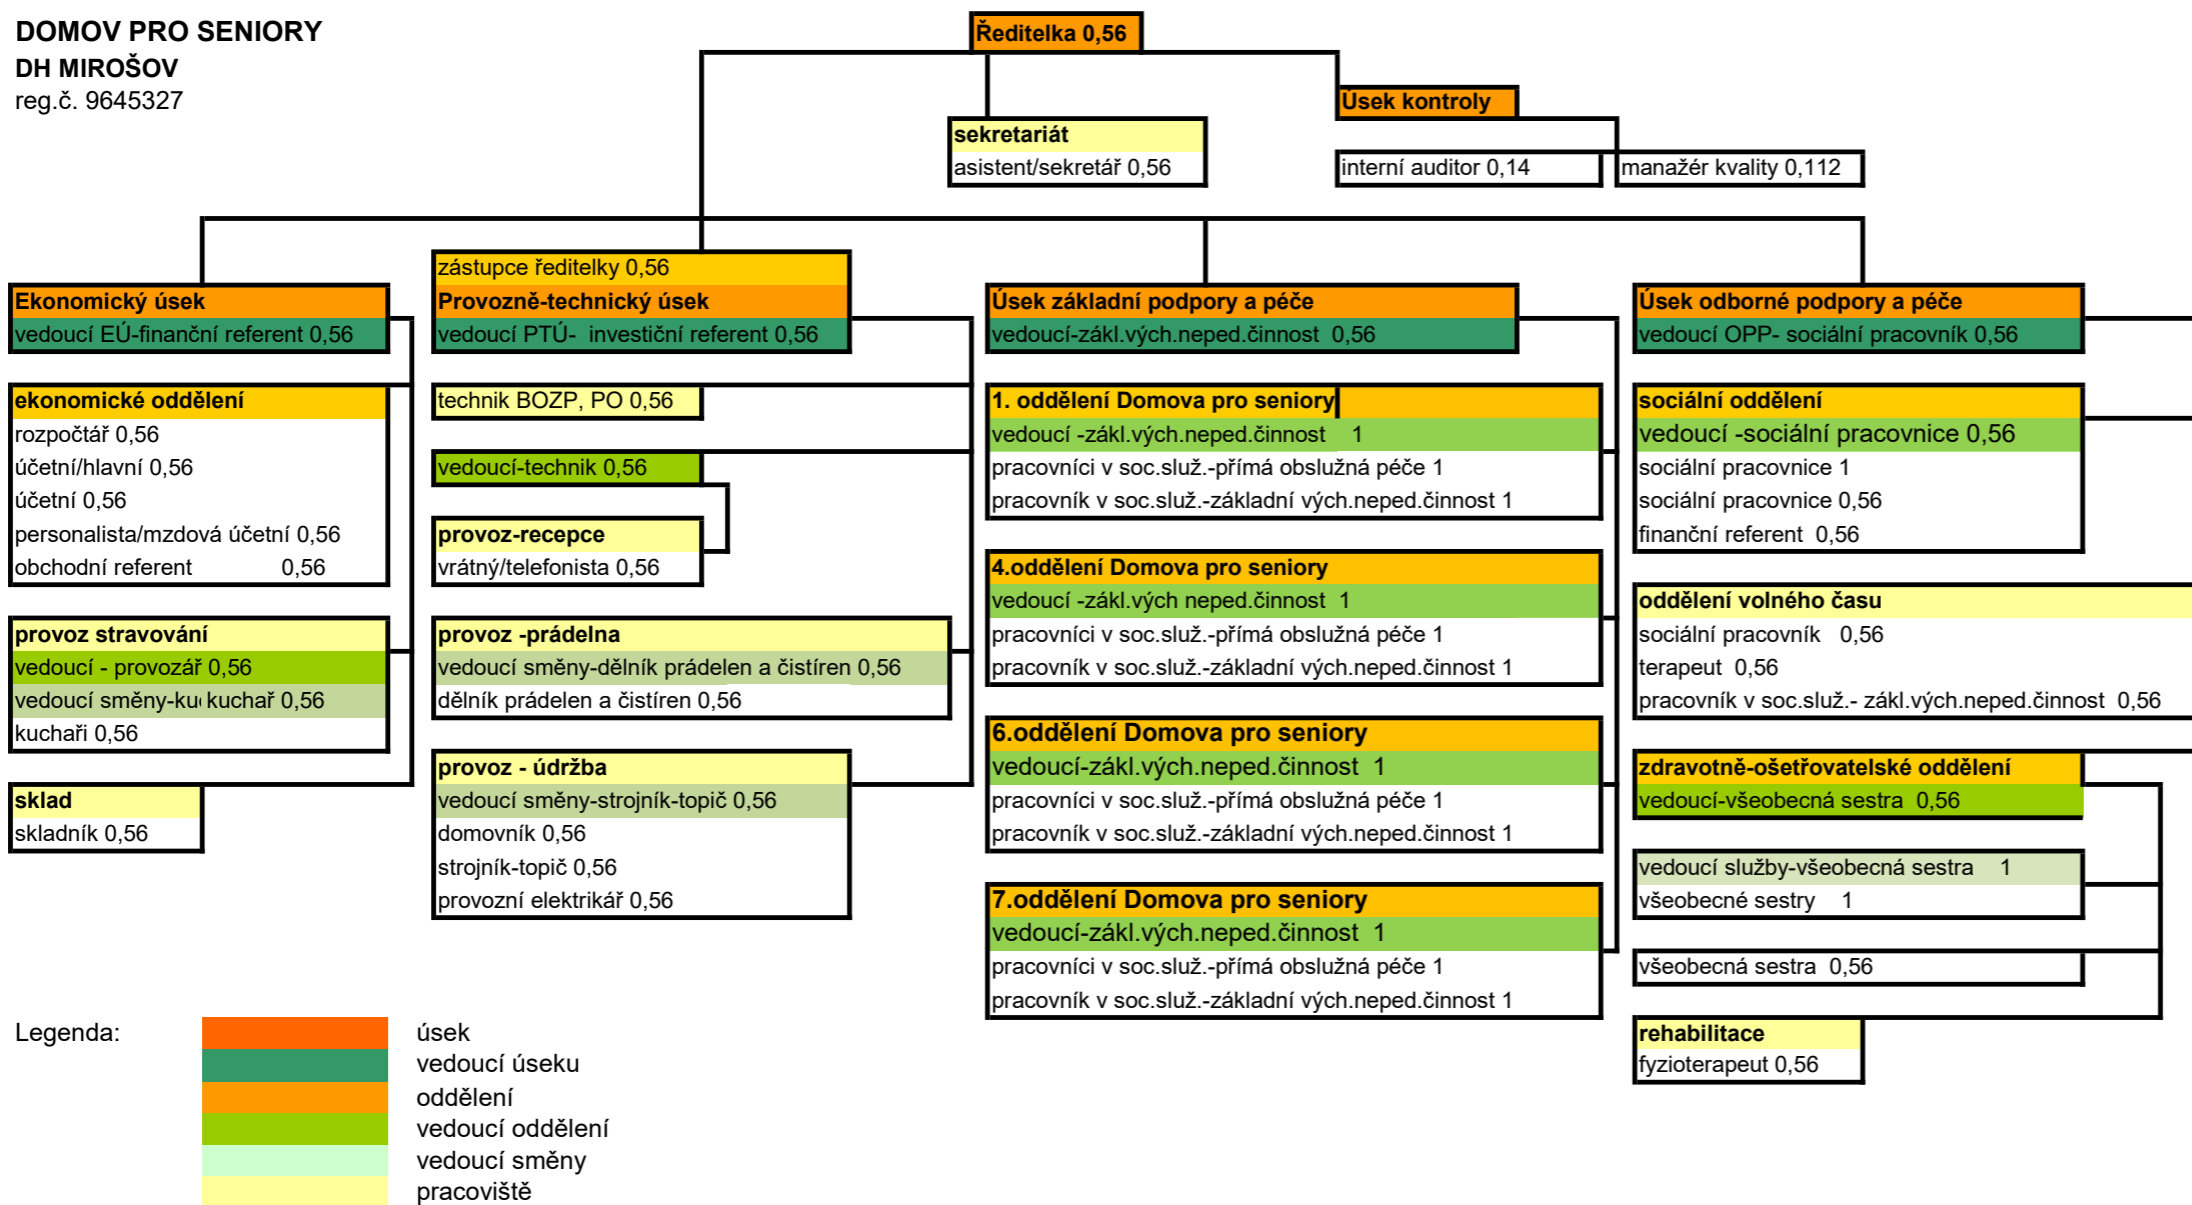 DOMOV PRO SENIORY
DH MIROŠOV
reg.č. 9645327
Ředitelka 0,56
Úsek kontroly
sekretariát
asistent/sekretář 0,56
interní auditor 0,14
manažér kvality 0,112
Ekonomický úsek
vedoucí EÚ-finanční referent 0,56
ekonomické oddělení
rozpočtář 0,56
účetní/hlavní 0,56
účetní 0,56
personalista/mzdová účetní 0,56
obchodní referent 0,56
provoz stravování
vedoucí - provozář 0,56
vedoucí směny-ku kuchař 0,56
kuchaři 0,56
sklad
skladník 0,56
zástupce ředitelky 0,56
Provozně-technický úsek
vedoucí PTÚ- investiční referent 0,56
technik BOZP, PO 0,56
vedoucí-technik 0,56
provoz-recepce
vrátný/telefonista 0,56
provoz -prádelna
vedoucí směny-dělník prádelen a čistíren 0,56
dělník prádelen a čistíren 0,56
provoz - údržba
vedoucí směny-strojník-topič 0,56
domovník 0,56
strojník-topič 0,56
provozní elektrikář 0,56
Úsek základní podpory a péče
vedoucí-zákl.vých.neped.činnost 0,56
1. oddělení Domova pro seniory
vedoucí -zákl.vých.neped.činnost 1
pracovníci v soc.služ.-přímá obslužná péče 1
pracovník v soc.služ.-základní vých.neped.činnost 1
4.oddělení Domova pro seniory
vedoucí -zákl.vých neped.činnost 1
pracovníci v soc.služ.-přímá obslužná péče 1
pracovník v soc.služ.-základní vých.neped.činnost 1
6.oddělení Domova pro seniory
vedoucí-zákl.vých.neped.činnost 1
pracovníci v soc.služ.-přímá obslužná péče 1
pracovník v soc.služ.-základní vých.neped.činnost 1
7.oddělení Domova pro seniory
vedoucí-zákl.vých.neped.činnost 1
pracovníci v soc.služ.-přímá obslužná péče 1
pracovník v soc.služ.-základní vých.neped.činnost 1
Úsek odborné podpory a péče
vedoucí OPP- sociální pracovník 0,56
sociální oddělení
vedoucí -sociální pracovnice 0,56
sociální pracovnice 1
sociální pracovnice 0,56
finanční referent 0,56
oddělení volného času
sociální pracovník 0,56
terapeut 0,56
pracovník v soc.služ.- zákl.vých.neped.činnost 0,56
zdravotně-ošetřovatelské oddělení
vedoucí-všeobecná sestra 0,56
vedoucí služby-všeobecná sestra 1
všeobecné sestry 1
všeobecná sestra 0,56
rehabilitace
fyzioterapeut 0,56
Legenda:
úsek
vedoucí úseku
oddělení
vedoucí oddělení
vedoucí směny
pracoviště